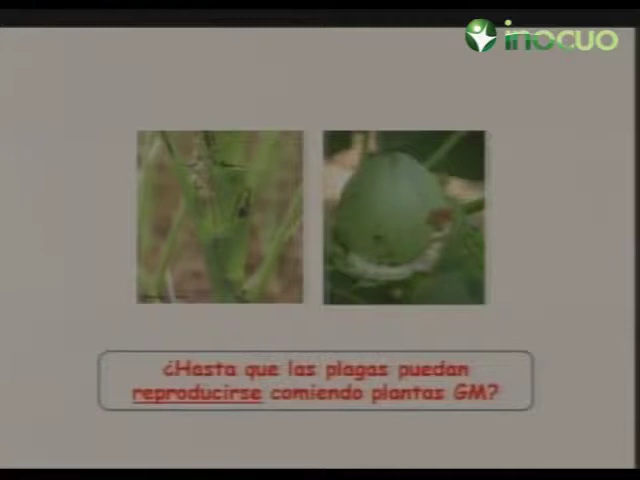 inocuo
¿Hasta que las plagas puedan
reproducirse comiendo plantas GM?